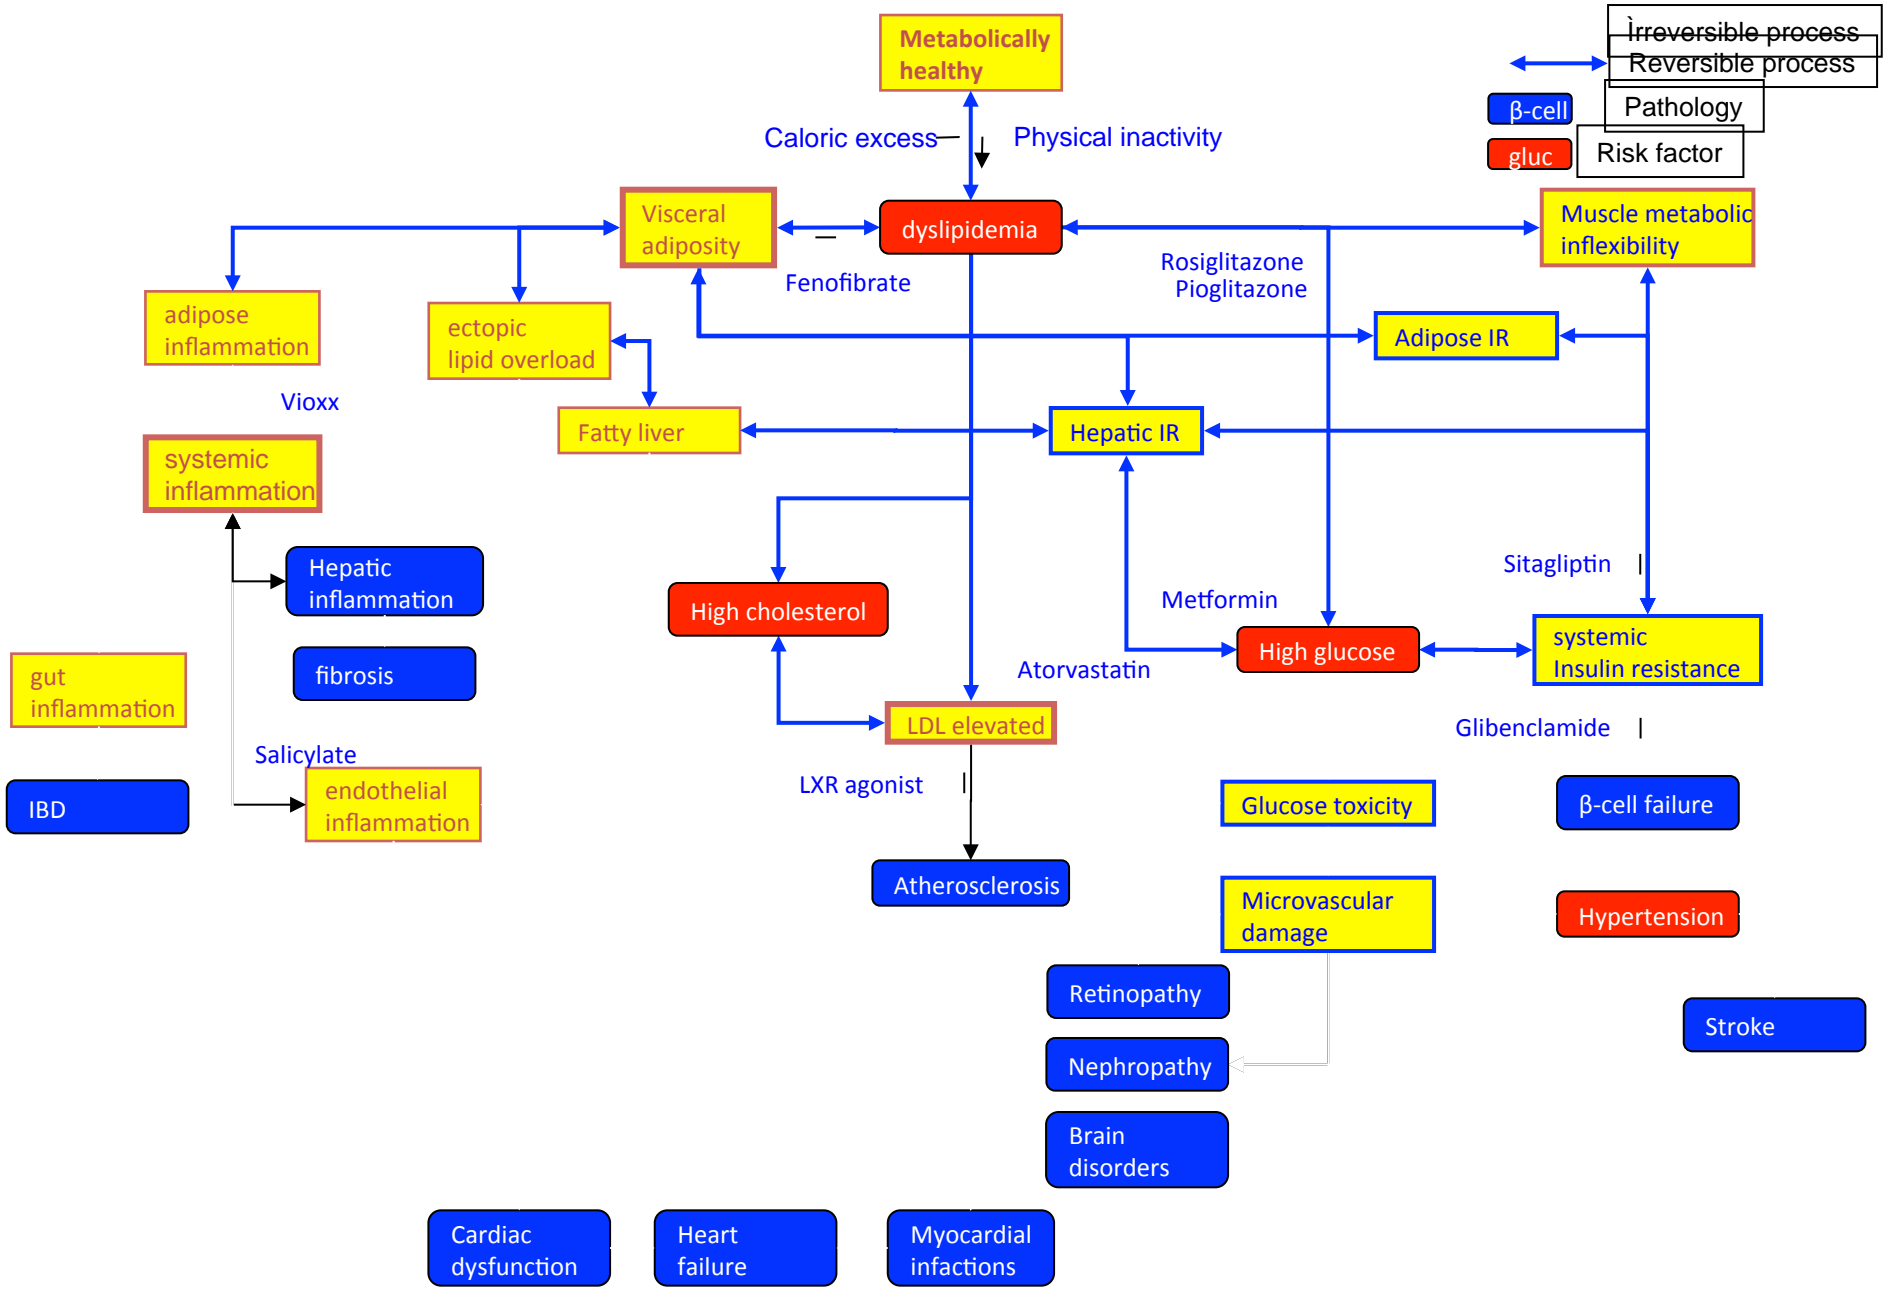 Metabolically
healthy
Ìrreversible process
Reversible process
β-cell
Pathology
gluc
Risk factor
Caloric excess
Physical inactivity
Visceral
adiposity
dyslipidemia
Muscle metabolic
inflexibility
Fenofibrate
Rosiglitazone
Pioglitazone
adipose
inflammation
ectopic
lipid overload
Adipose IR
Vioxx
Fatty liver
Hepatic IR
systemic
inflammation
Hepatic
inflammation
Sitagliptin
High cholesterol
Metformin
fibrosis
High glucose
systemic
Insulin resistance
gut
inflammation
Atorvastatin
LDL elevated
Glibenclamide
Salicylate
LXR agonist
endothelial
inflammation
IBD
Glucose toxicity
β-cell failure
Atherosclerosis
Microvascular
damage
Hypertension
Retinopathy
Stroke
Nephropathy
Brain
disorders
Cardiac
dysfunction
Heart
failure
Myocardial
infactions